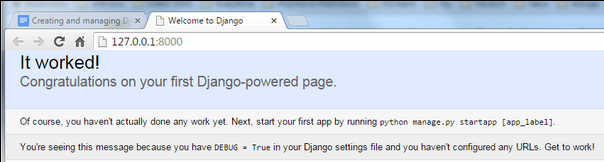 Creating and managing D
Welcome to Django
127.0.0.1:8000
It worked!
Congratulations on your first Django-powered page.
Of course, you haven't actually done any work yet. Next, start your first app by running python manage.py startapp [app_label].
You're seeing this message because you have DEBUG = True in your Django settings file and you haven't configured any URLs. Get to work!